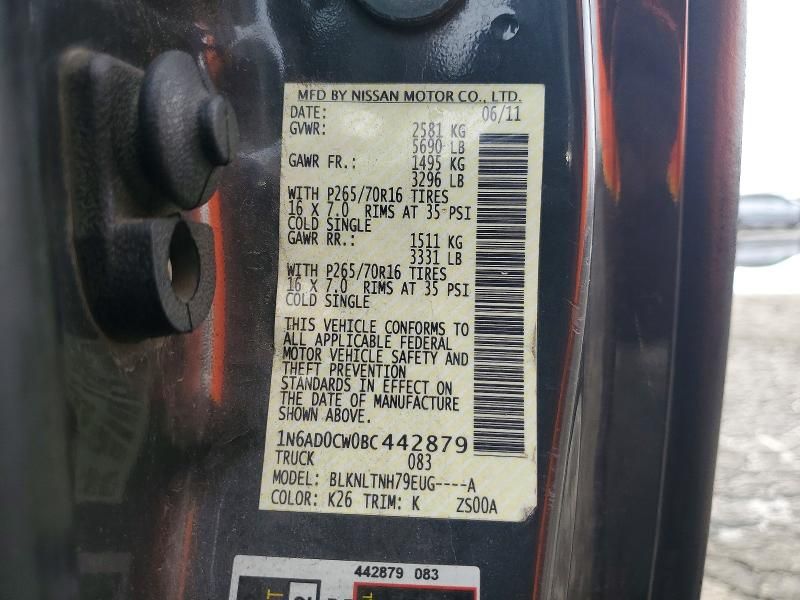 MFD BY NISSAN MOTOR CO., LTD.
DATE: 06/11
GVWR: 2581 KG
5690 LB
GAWR FR.: 1495 KG
3296 LB
WITH P265/70R16 TIRES
16 X 7.0 RIMS AT 35 PSI
COLD SINGLE
GAWR RR.: 1511 KG
3331 LB
WITH P265/70R16 TIRES
16 X 7.0 RIMS AT 35 PSI
COLD SINGLE
THIS VEHICLE CONFORMS TO
ALL APPLICABLE FEDERAL
MOTOR VEHICLE SAFETY AND
THEFT PREVENTION
STANDARDS IN EFFECT ON
THE DATE OF MANUFACTURE
SHOWN ABOVE.
1N6AD0CW0BC442879
TRUCK 083
MODEL: BLKNLTNH79EUG----A
COLOR: K26 TRIM: K ZS00A
442879 083